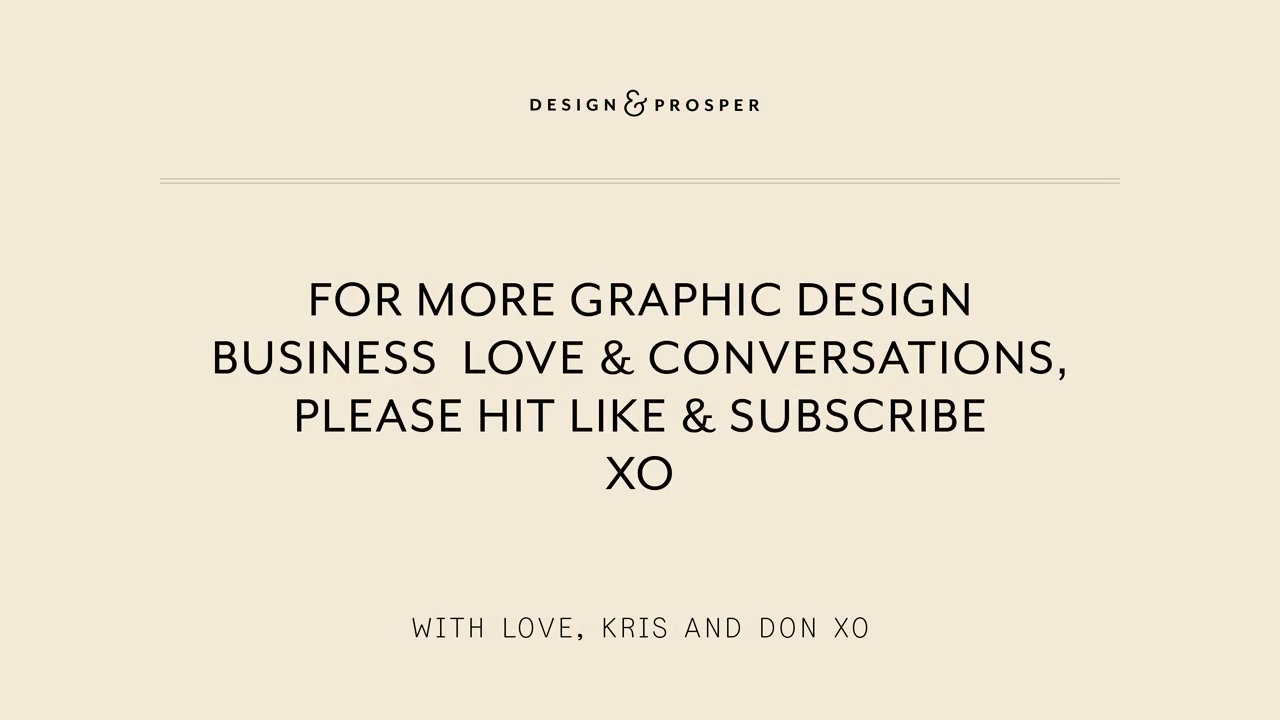 DESIGN & PROSPER
FOR MORE GRAPHIC DESIGN
BUSINESS  LOVE & CONVERSATIONS,
PLEASE HIT LIKE & SUBSCRIBE
XO
WITH LOVE, KRIS AND DON XO